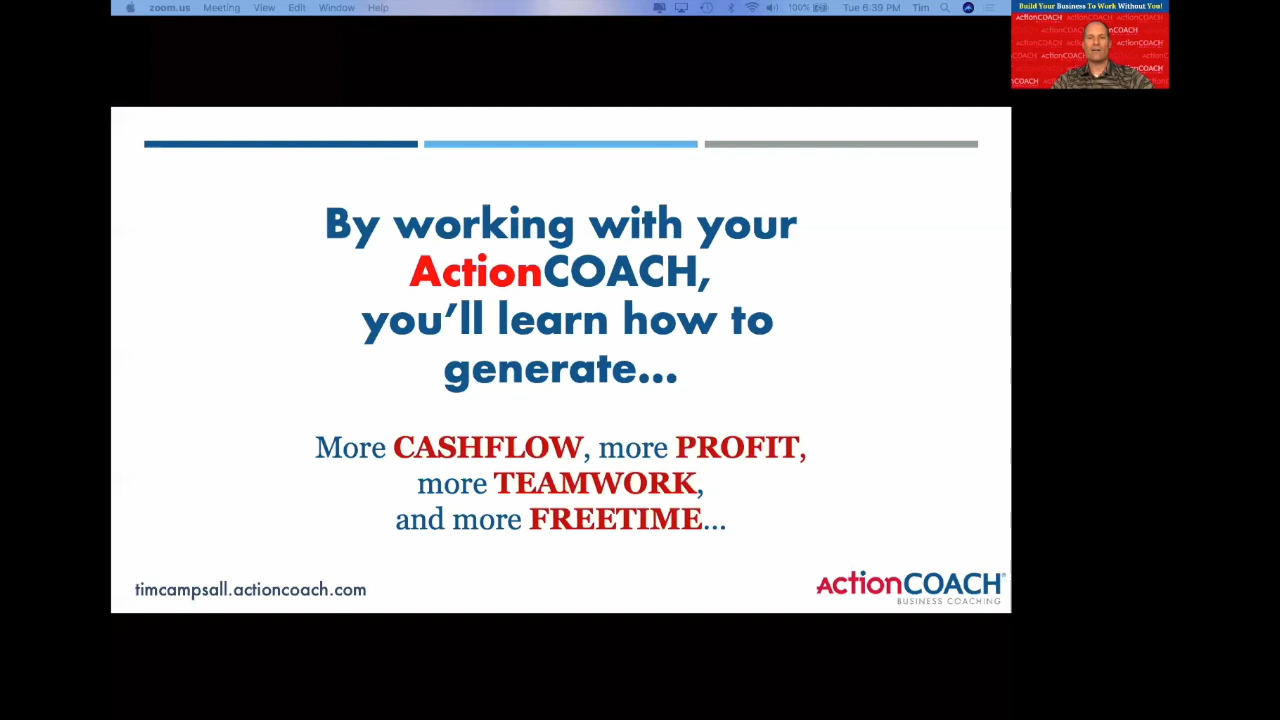 zoom.us Meeting View Edit Window Help 100% Tue 6:39 PM Tim
Build Your Business To Work Without You!
ActionCOACH
By working with your
ActionCOACH,
you'll learn how to
generate...
More CASHFLOW, more PROFIT,
more TEAMWORK,
and more FREETIME...
timcampsall.actioncoach.com
ActionCOACH
BUSINESS COACHING